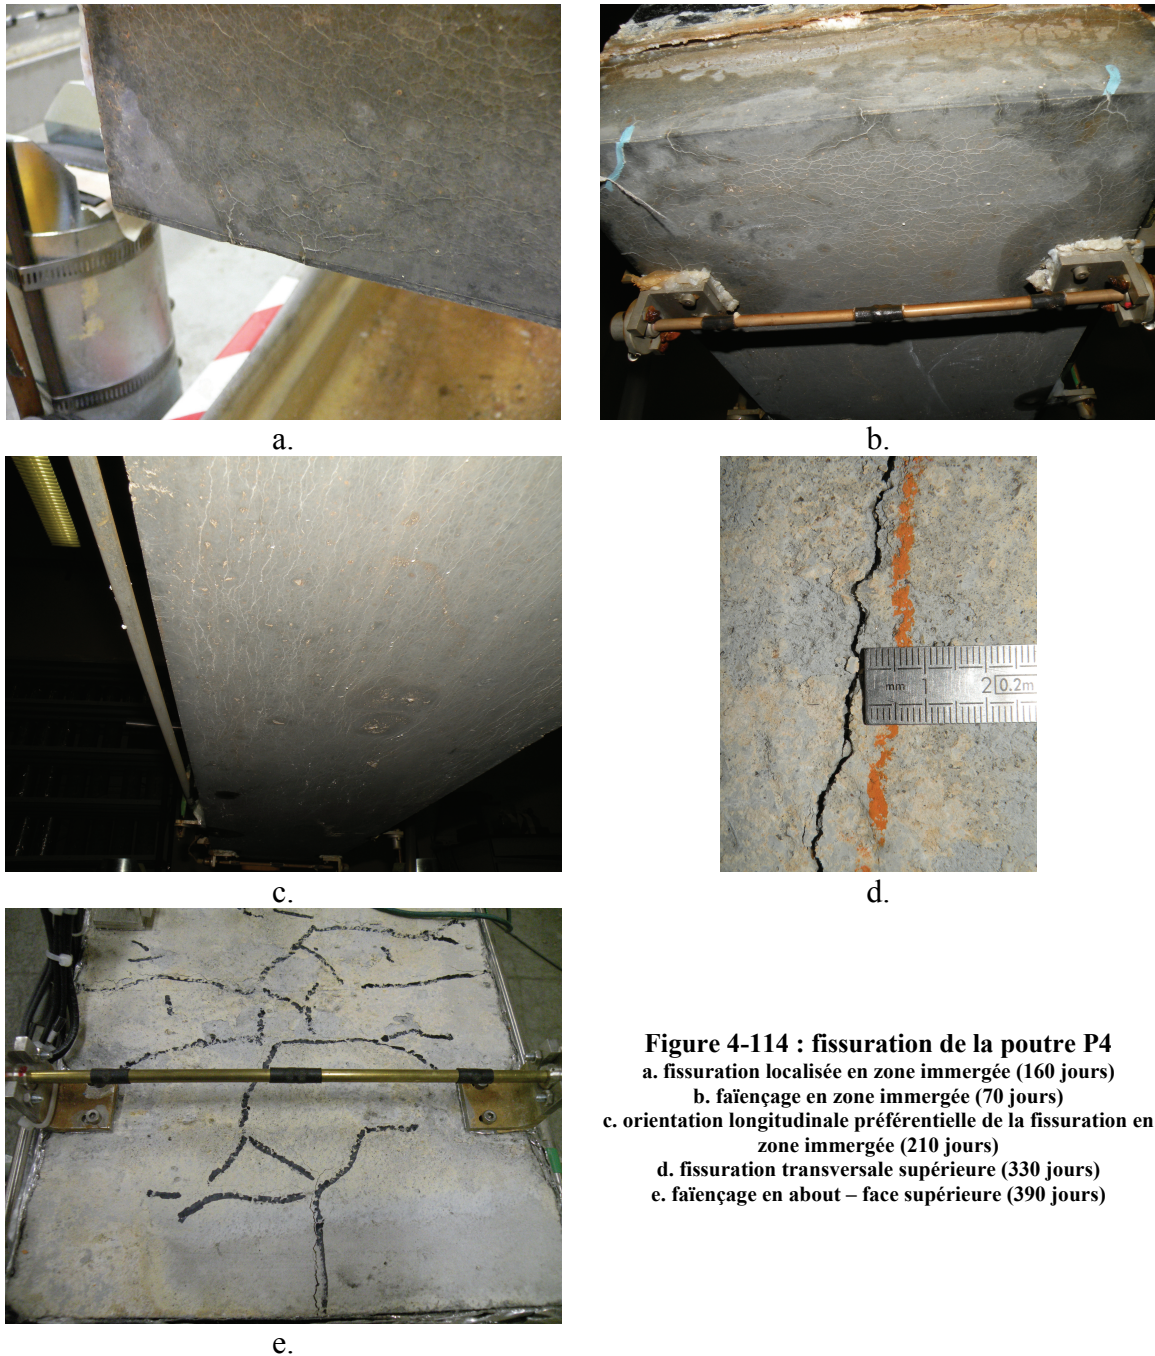 a.
b.
c.
mm 1 2 0.2m
d.
e.
Figure 4-114 : fissuration de la poutre P4
a. fissuration localisée en zone immergée (160 jours)
b. faïençage en zone immergée (70 jours)
c. orientation longitudinale préférentielle de la fissuration en
zone immergée (210 jours)
d. fissuration transversale supérieure (330 jours)
e. faïençage en about – face supérieure (390 jours)